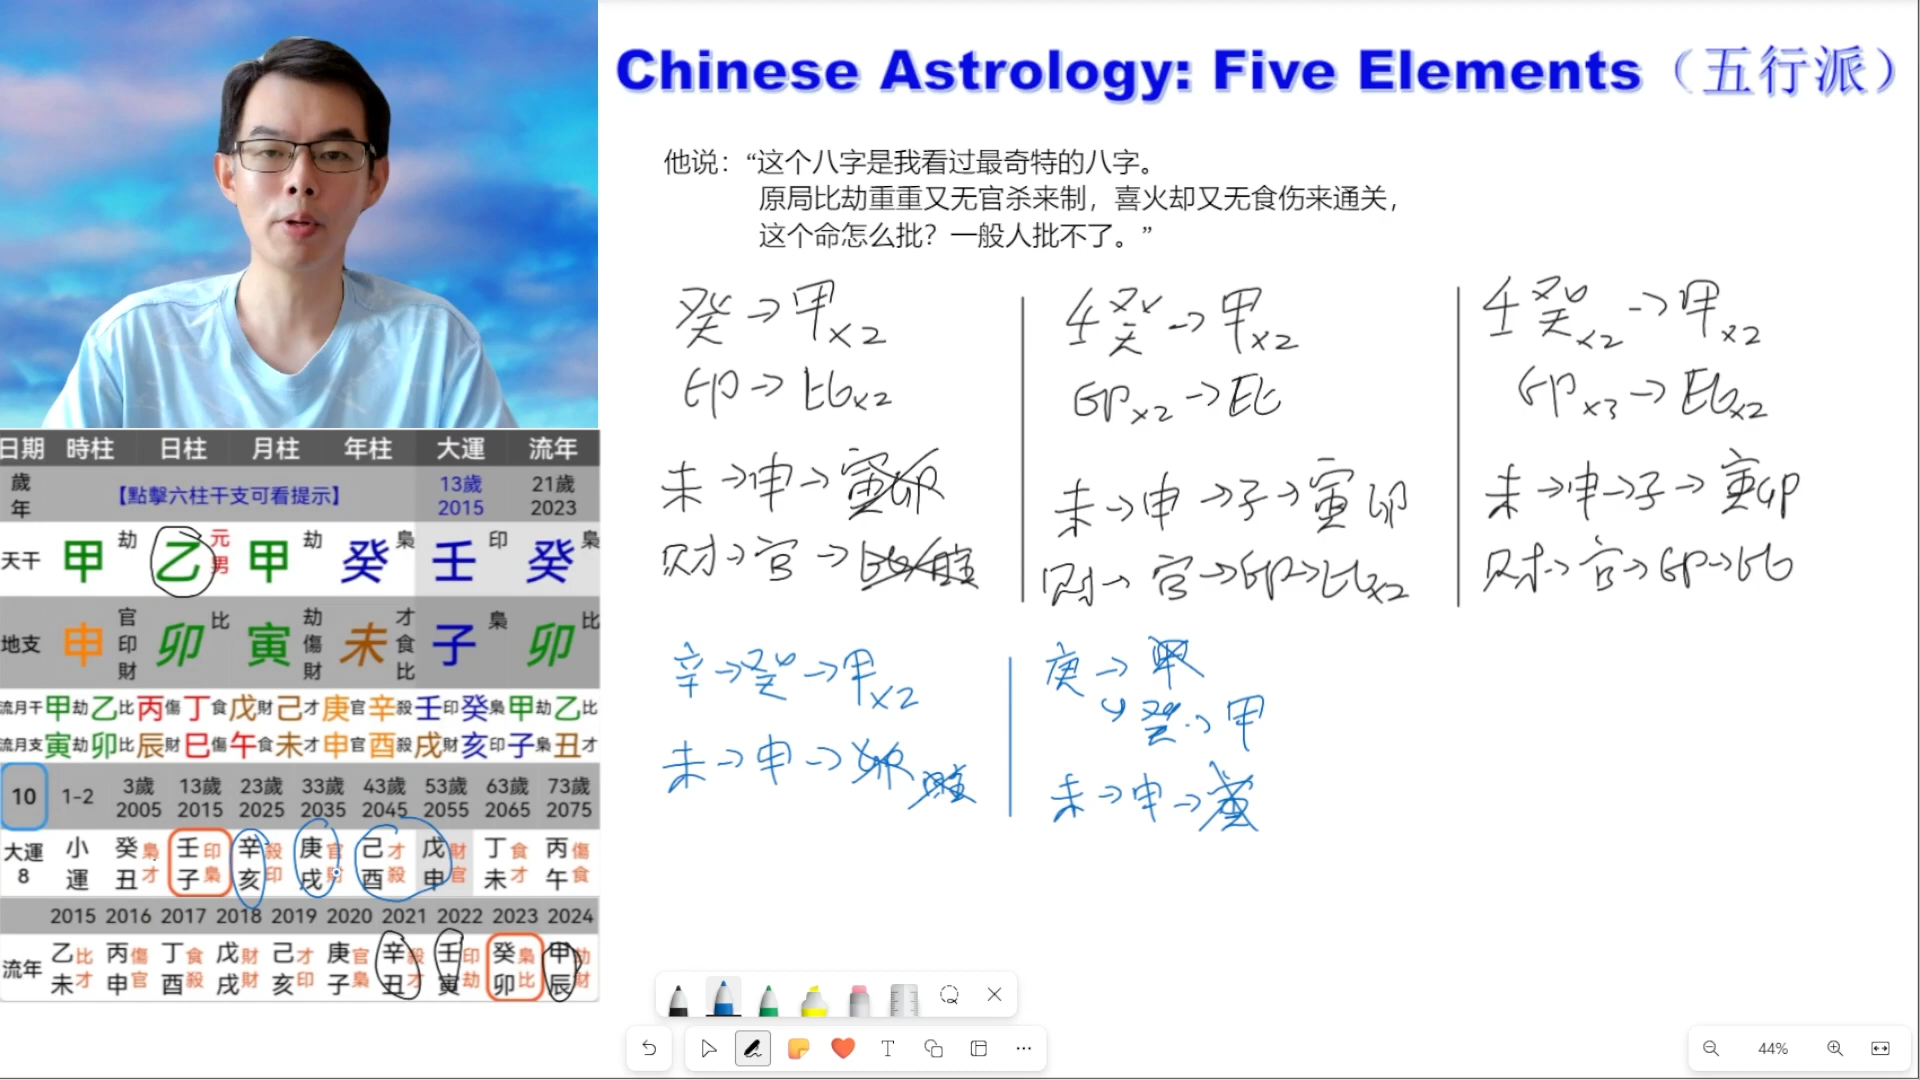 Chinese Astrology: Five Elements（五行派）
他说：“这个八字是我看过最奇特的八字。
原局比劫重重又无官杀来制，喜火却又无食伤来通关，
这个命怎么批？一般人批不了。”
癸→甲x2
印→比x2
未→申→寅卯
财→官→比
壬癸→甲x2
印x2→比
未→申→子→寅卯
财→官→印→比x2
壬癸x2→甲x2
印x3→比x2
未→申→子→寅卯
财→官→印→比
辛→癸→甲x2
未→申→卯
庚→甲
癸→甲
未→申→寅
日期 時柱 日柱 月柱 年柱 大運 流年
歲年 【點擊六柱干支可看提示】 13歲 2015 21歲 2023
天干 甲 劫 乙 元男 甲 劫 癸 梟 壬 印 癸 梟
地支 申 官印財 卯 比 寅 劫傷財 未 才食比 子 梟 卯 比
流月干 甲劫 乙比 丙傷 丁食 戊財 己才 庚官 辛殺 壬印 癸梟 甲劫 乙比
流月支 寅劫 卯比 辰財 巳傷 午食 未才 申官 酉殺 戌財 亥印 子梟 丑才
10 1-2 3歲 13歲 23歲 33歲 43歲 53歲 63歲 73歲
2005 2015 2025 2035 2045 2055 2065 2075
大運 小 癸梟 壬印 辛殺 庚官 己才 戊財 丁食 丙傷
8 運 丑才 子梟 亥印 戌財 酉殺 申官 未才 午食
2015 2016 2017 2018 2019 2020 2021 2022 2023 2024
流年 乙比 丙傷 丁食 戊財 己才 庚官 辛殺 壬印 癸梟 甲劫
未才 申官 酉殺 戌財 亥印 子梟 丑才 寅劫 卯比 辰財
44%